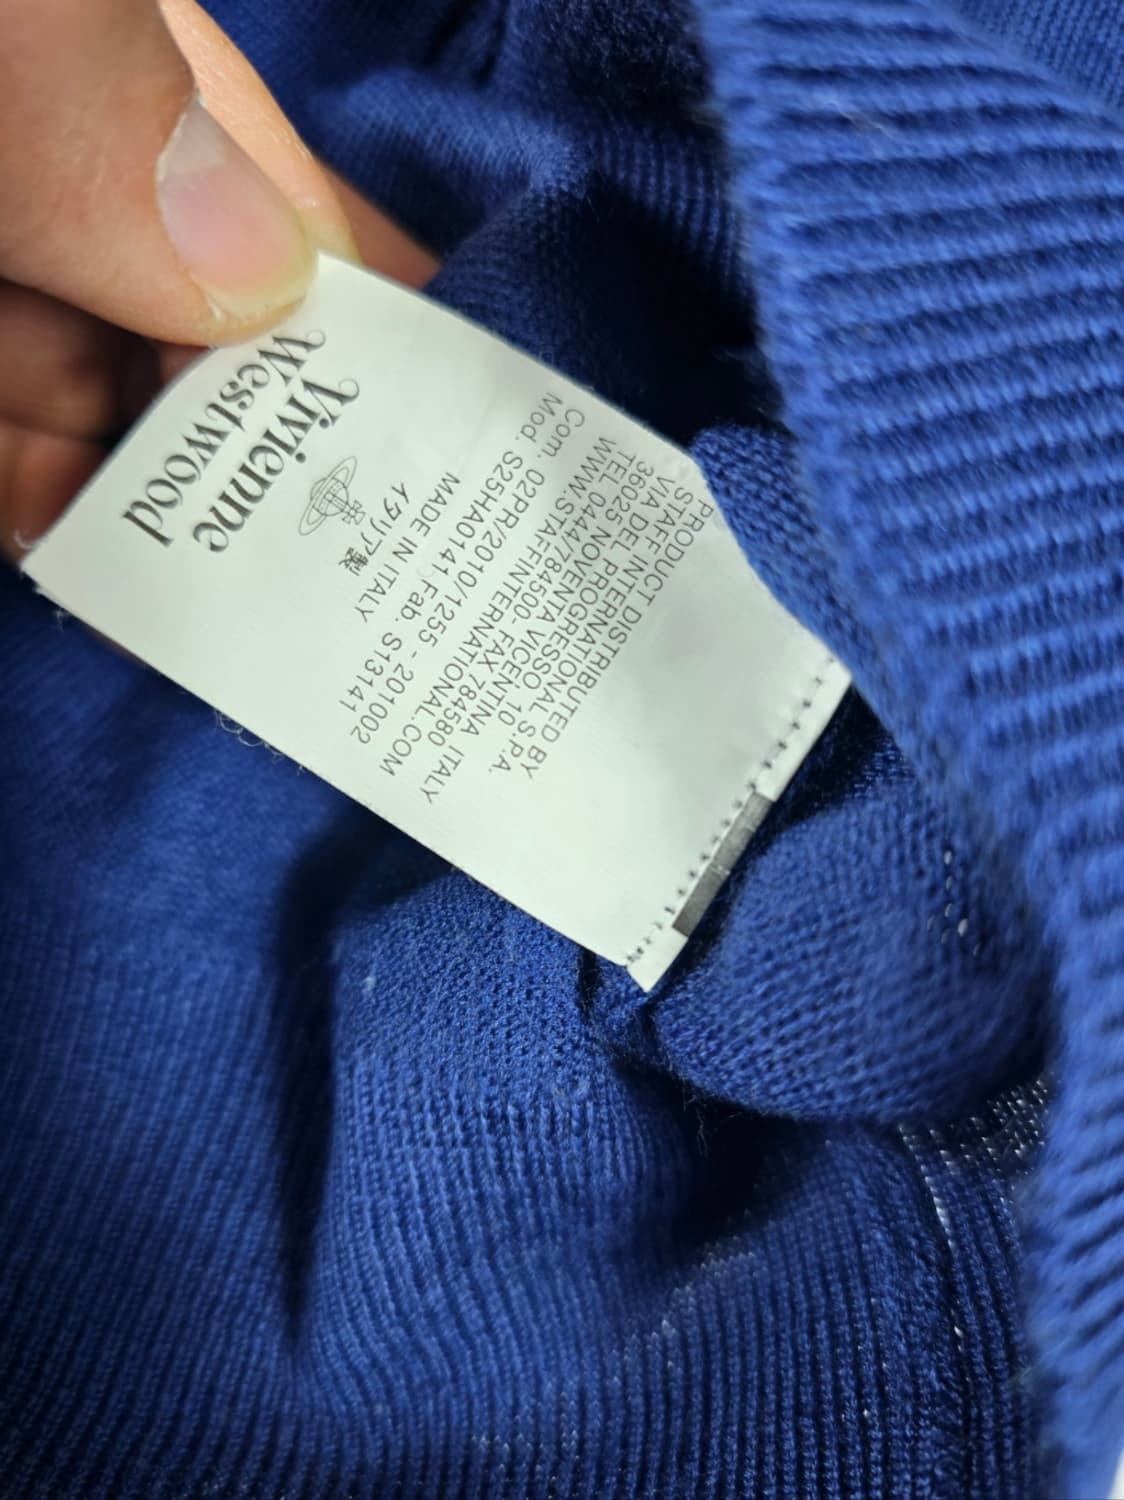 PRODUCT DISTRIBUTED BY
STAFF INTERNATIONAL S.P.A.
VIA DEL PROGRESSO, 10
36025 NOVENTA VICENTINA ITALY
TEL 0444/784500- FAX 784580
WWW.STAFFINTERNATIONAL.COM
Com. 02PR/2010/1255 - 201002
Mod. S25HA0141 Fab. S13141
MADE IN ITALY
イタリア製
Vivienne
Westwood